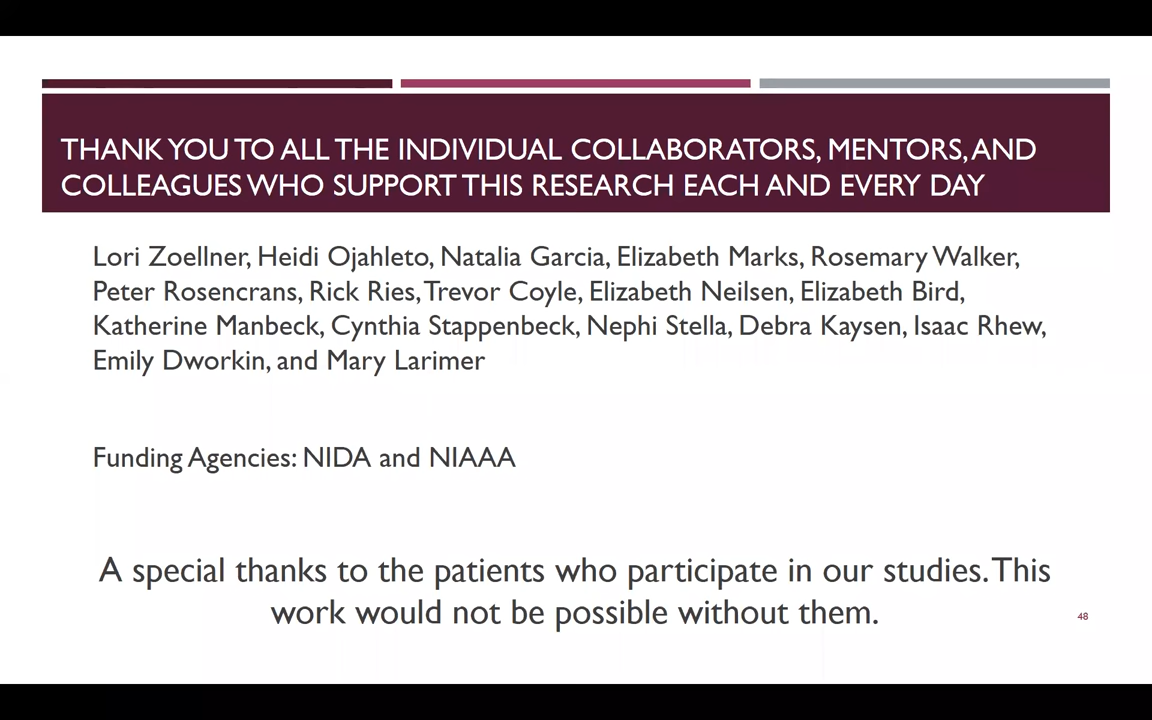 THANK YOU TO ALL THE INDIVIDUAL COLLABORATORS, MENTORS, AND
COLLEAGUES WHO SUPPORT THIS RESEARCH EACH AND EVERY DAY
Lori Zoellner, Heidi Ojahleto, Natalia Garcia, Elizabeth Marks, Rosemary Walker,
Peter Rosencrans, Rick Ries, Trevor Coyle, Elizabeth Neilsen, Elizabeth Bird,
Katherine Manbeck, Cynthia Stappenbeck, Nephi Stella, Debra Kaysen, Isaac Rhew,
Emily Dworkin, and Mary Larimer
Funding Agencies: NIDA and NIAAA
A special thanks to the patients who participate in our studies. This
work would not be possible without them.
48